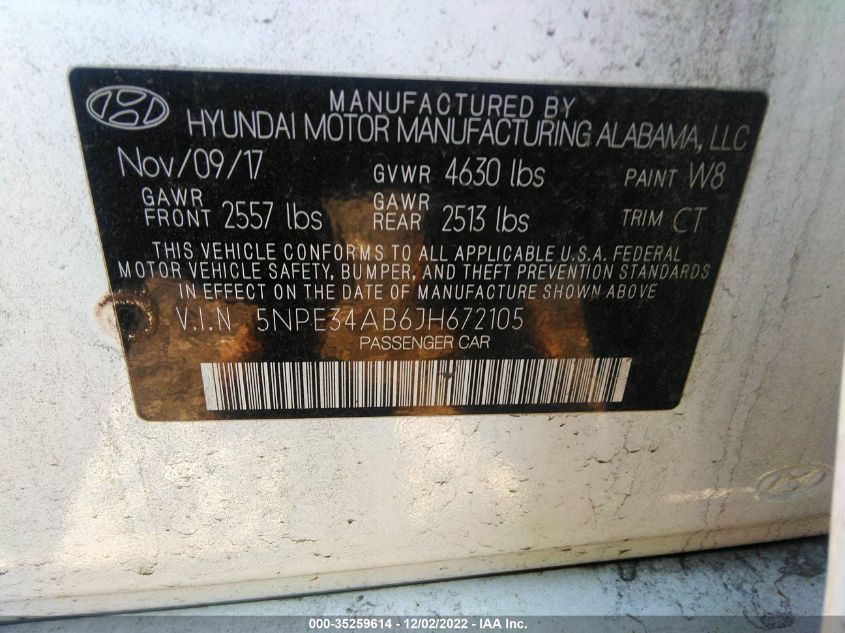 MANUFACTURED BY
HYUNDAI MOTOR MANUFACTURING ALABAMA, LLC
Nov/09/17 GVWR 4630 lbs PAINT W8
GAWR FRONT 2557 lbs GAWR REAR 2513 lbs TRIM CT
THIS VEHICLE CONFORMS TO ALL APPLICABLE U.S.A. FEDERAL
MOTOR VEHICLE SAFETY, BUMPER, AND THEFT PREVENTION STANDARDS
IN EFFECT ON THE DATE OF MANUFACTURE SHOWN ABOVE
V.I.N 5NPE34AB6JH672105
PASSENGER CAR
000-35259614 - 12/02/2022 - IAA Inc.